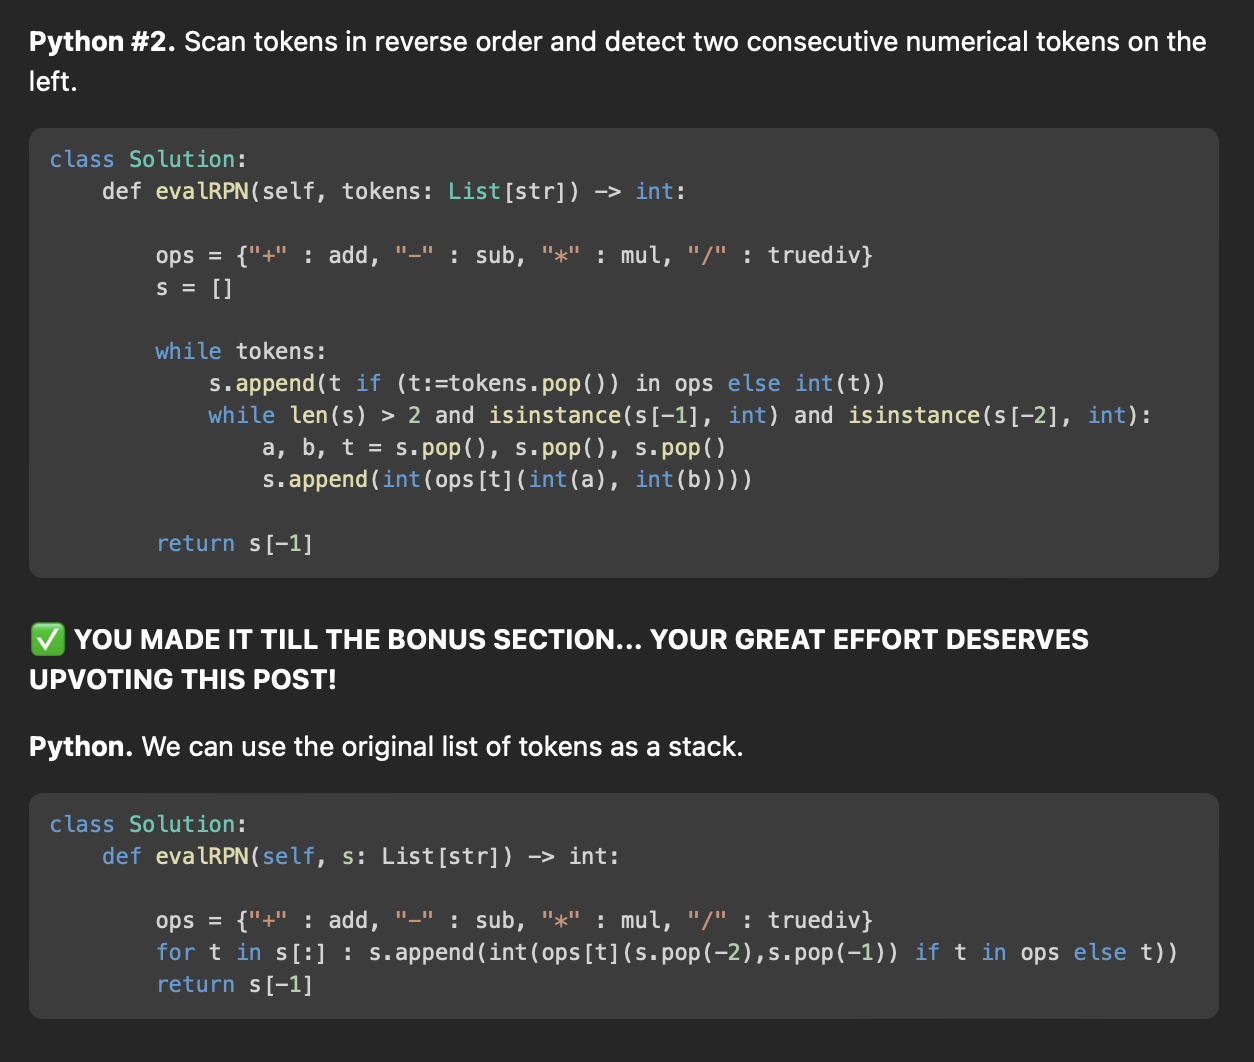 Python #2. Scan tokens in reverse order and detect two consecutive numerical tokens on the
left.
class Solution:
    def evalRPN(self, tokens: List[str]) -> int:
        ops = {"+" : add, "-" : sub, "*" : mul, "/" : truediv}
        s = []
        while tokens:
            s.append(t if (t:=tokens.pop()) in ops else int(t))
            while len(s) > 2 and isinstance(s[-1], int) and isinstance(s[-2], int):
                a, b, t = s.pop(), s.pop(), s.pop()
                s.append(int(ops[t](int(a), int(b))))
        return s[-1]
✅ YOU MADE IT TILL THE BONUS SECTION... YOUR GREAT EFFORT DESERVES
UPVOTING THIS POST!
Python. We can use the original list of tokens as a stack.
class Solution:
    def evalRPN(self, s: List[str]) -> int:
        ops = {"+" : add, "-" : sub, "*" : mul, "/" : truediv}
        for t in s[:] : s.append(int(ops[t](s.pop(-2),s.pop(-1)) if t in ops else t))
        return s[-1]